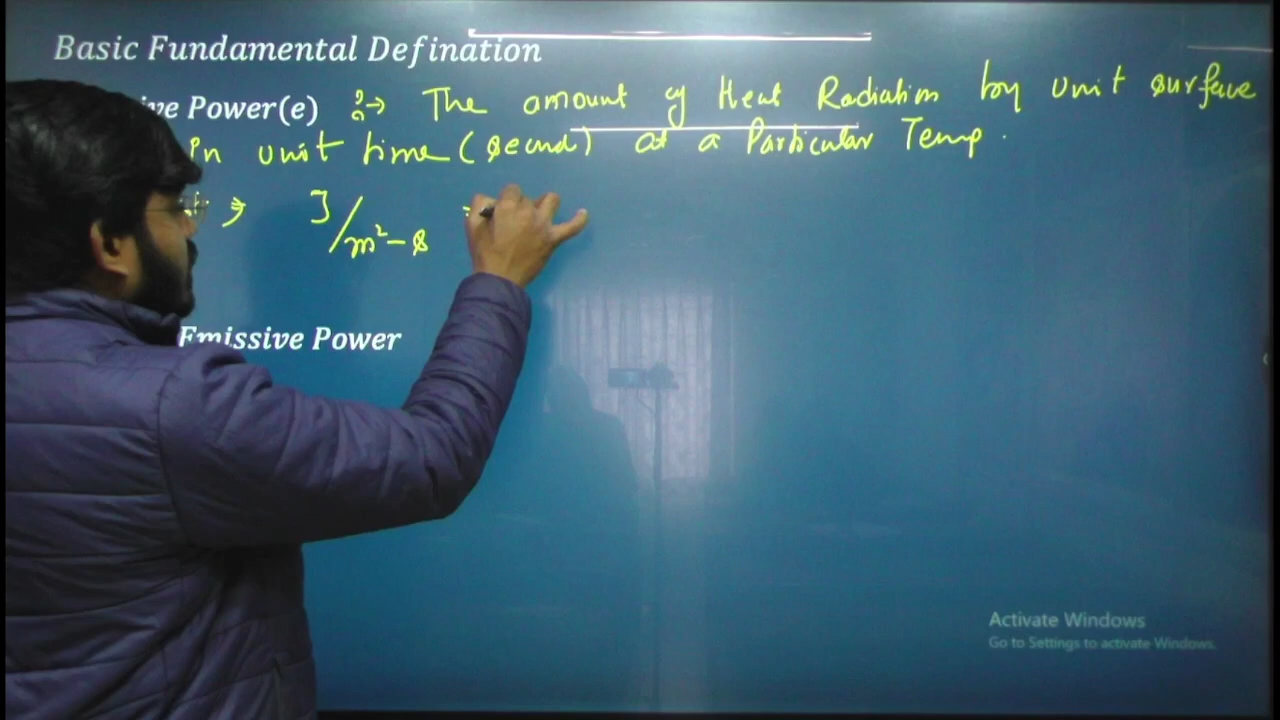 Basic Fundamental Defination
ive Power(e) :→ The amount of Heat Radiation by unit surface
in unit time (second) at a Particular Temp.
⇒ J/m²-s
Emissive Power
Activate Windows
Go to Settings to activate Windows.